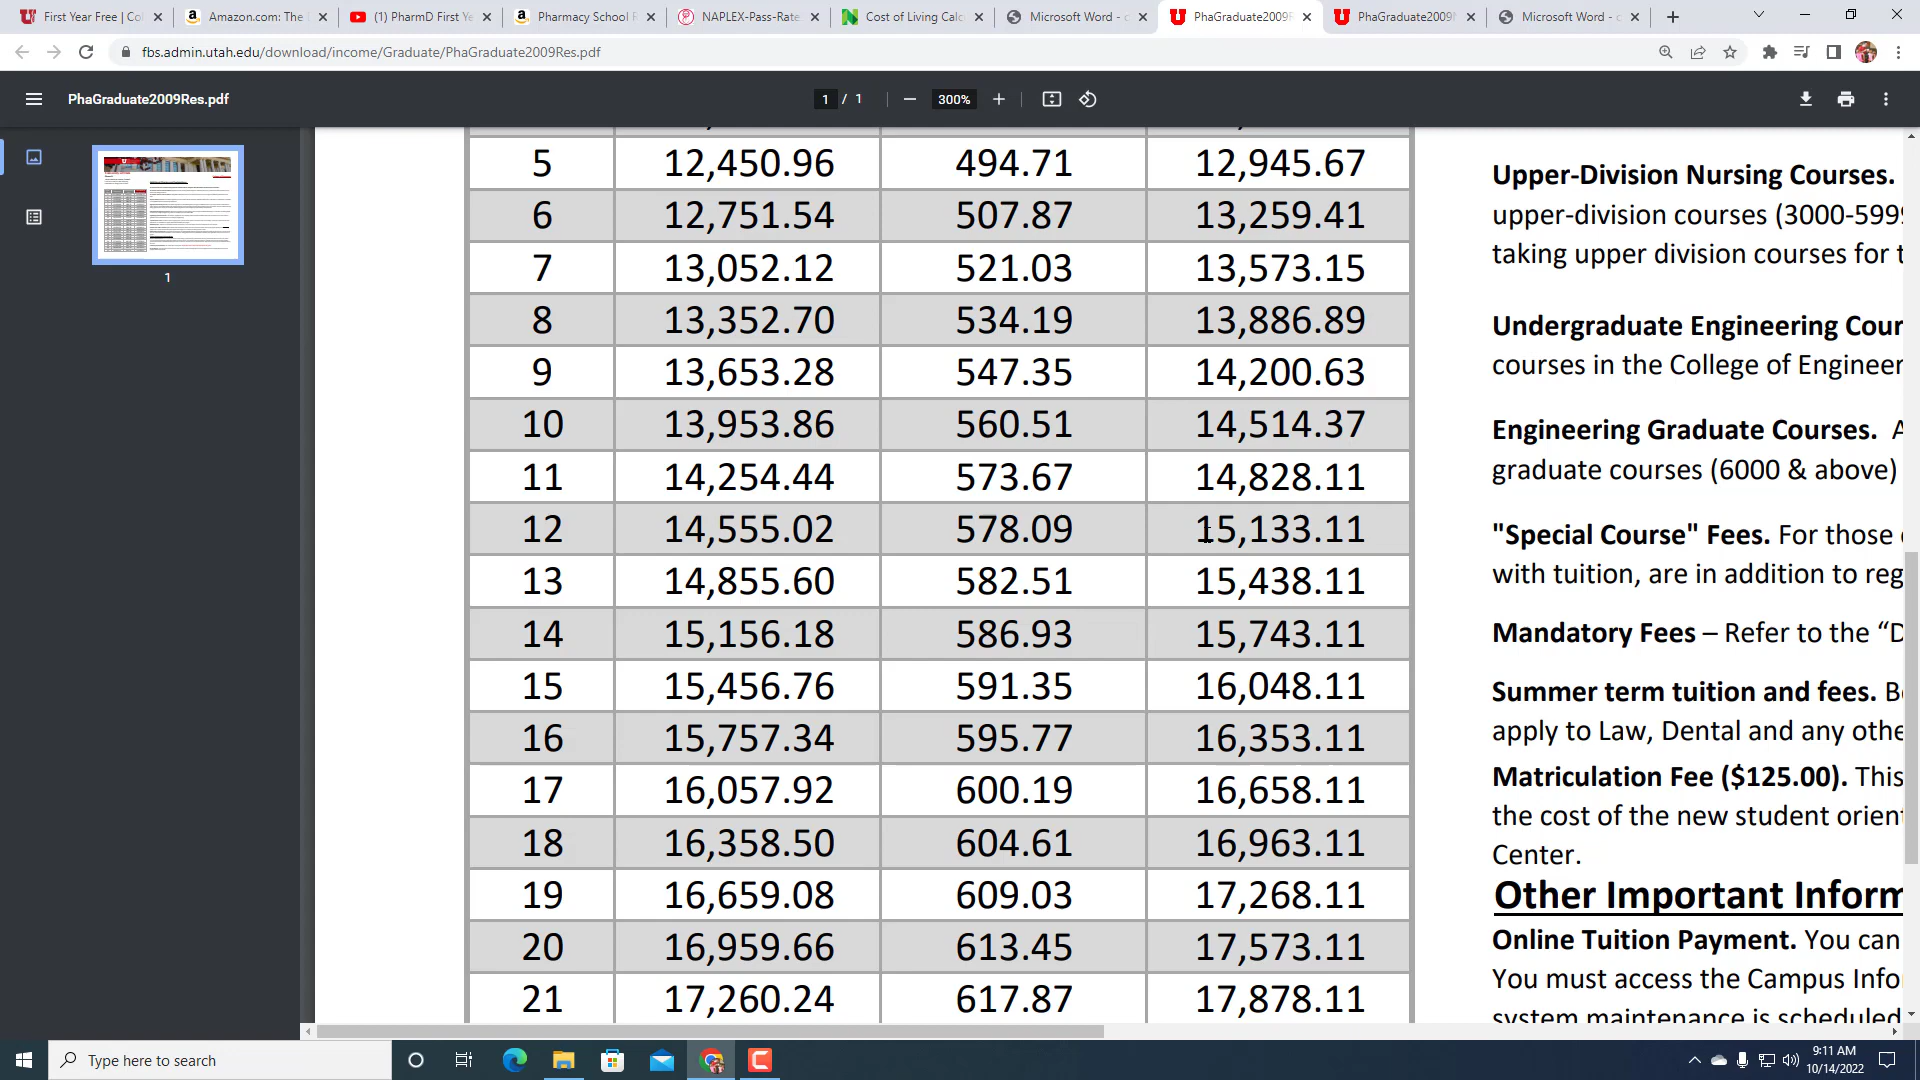 First Year Free | Co
Amazon.com: The
(1) PharmD First Ye
Pharmacy School
NAPLEX-Pass-Rate
Cost of Living Calc
Microsoft Word - c
PhaGraduate2009R
PhaGraduate2009N
Microsoft Word - c
fbs.admin.utah.edu/download/income/Graduate/PhaGraduate2009Res.pdf
PhaGraduate2009Res.pdf
1 / 1
300%
1
5 12,450.96 494.71 12,945.67
6 12,751.54 507.87 13,259.41
7 13,052.12 521.03 13,573.15
8 13,352.70 534.19 13,886.89
9 13,653.28 547.35 14,200.63
10 13,953.86 560.51 14,514.37
11 14,254.44 573.67 14,828.11
12 14,555.02 578.09 15,133.11
13 14,855.60 582.51 15,438.11
14 15,156.18 586.93 15,743.11
15 15,456.76 591.35 16,048.11
16 15,757.34 595.77 16,353.11
17 16,057.92 600.19 16,658.11
18 16,358.50 604.61 16,963.11
19 16,659.08 609.03 17,268.11
20 16,959.66 613.45 17,573.11
21 17,260.24 617.87 17,878.11
Upper-Division Nursing Courses.
upper-division courses (3000-5999
taking upper division courses for t
Undergraduate Engineering Cour
courses in the College of Engineer
Engineering Graduate Courses. A
graduate courses (6000 & above)
"Special Course" Fees. For those
with tuition, are in addition to reg
Mandatory Fees – Refer to the “D
Summer term tuition and fees. Be
apply to Law, Dental and any othe
Matriculation Fee ($125.00). This
the cost of the new student orien
Center.
Other Important Inform
Online Tuition Payment. You can
You must access the Campus Info
system maintenance is scheduled
Type here to search
9:11 AM
10/14/2022